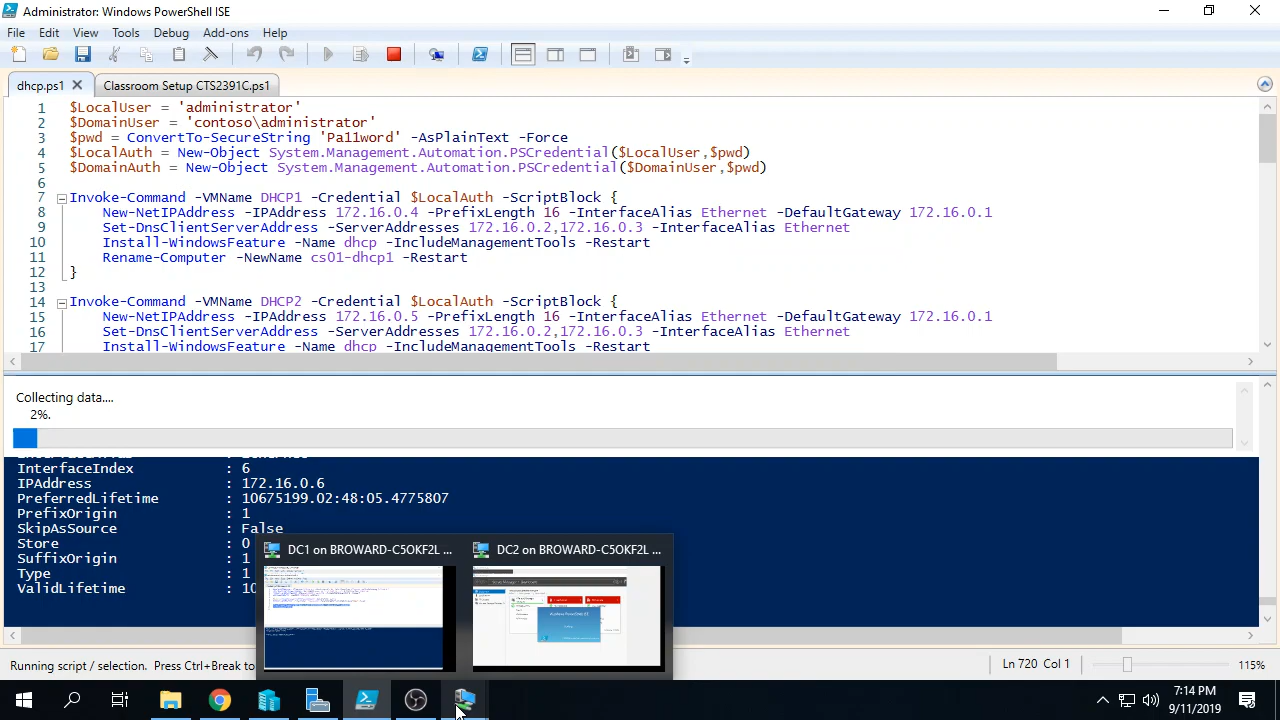 Administrator: Windows PowerShell ISE
File Edit View Tools Debug Add-ons Help
dhcp.ps1 Classroom Setup CTS2391C.ps1
1 $LocalUser = 'administrator'
2 $DomainUser = 'contoso\administrator'
3 $pwd = ConvertTo-SecureString 'Pa11word' -AsPlainText -Force
4 $LocalAuth = New-Object System.Management.Automation.PSCredential($LocalUser,$pwd)
5 $DomainAuth = New-Object System.Management.Automation.PSCredential($DomainUser,$pwd)
6
7 Invoke-Command -VMName DHCP1 -Credential $LocalAuth -ScriptBlock {
8 New-NetIPAddress -IPAddress 172.16.0.4 -PrefixLength 16 -InterfaceAlias Ethernet -DefaultGateway 172.16.0.1
9 Set-DnsClientServerAddress -ServerAddresses 172.16.0.2,172.16.0.3 -InterfaceAlias Ethernet
10 Install-WindowsFeature -Name dhcp -IncludeManagementTools -Restart
11 Rename-Computer -NewName cs01-dhcp1 -Restart
12 }
13
14 Invoke-Command -VMName DHCP2 -Credential $LocalAuth -ScriptBlock {
15 New-NetIPAddress -IPAddress 172.16.0.5 -PrefixLength 16 -InterfaceAlias Ethernet -DefaultGateway 172.16.0.1
16 Set-DnsClientServerAddress -ServerAddresses 172.16.0.2,172.16.0.3 -InterfaceAlias Ethernet
17 Install-WindowsFeature -Name dhcp -IncludeManagementTools -Restart
Collecting data....
2%.
InterfaceIndex : 6
IPAddress : 172.16.0.6
PreferredLifetime : 10675199.02:48:05.4775807
PrefixOrigin : 1
SkipAsSource : False
Store : 0
SuffixOrigin : 1
Type : 1
ValidLifetime : 10
DC1 on BROWARD-C5OKF2L ...
DC2 on BROWARD-C5OKF2L ...
Running script / selection. Press Ctrl+Break to
Ln 720 Col 1
115%
7:14 PM
9/11/2019